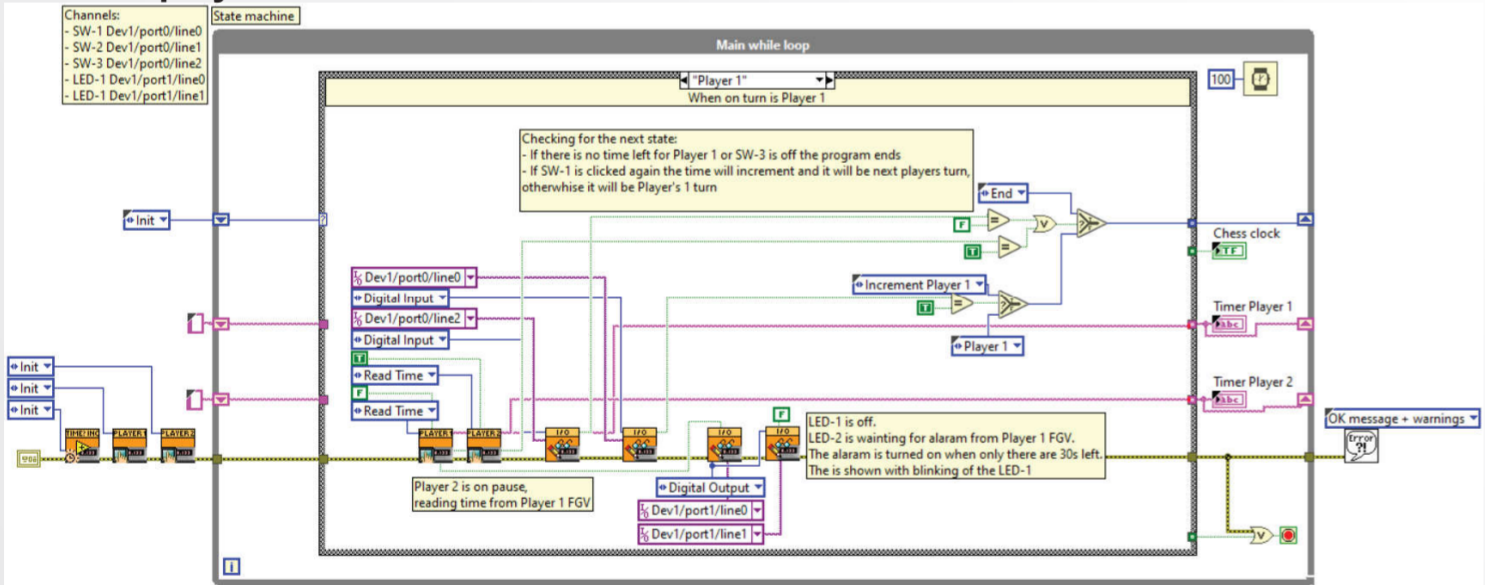 Channels:
- SW-1 Dev1/port0/line0
- SW-2 Dev1/port0/line1
- SW-3 Dev1/port0/line2
- LED-1 Dev1/port1/line0
- LED-1 Dev1/port1/line1
State machine
Main while loop
"Player 1"
When on turn is Player 1
100
Checking for the next state:
- If there is no time left for Player 1 or SW-3 is off the program ends
- If SW-1 is clicked again the time will increment and it will be next players turn,
otherwhise it will be Player's 1 turn
End
Init
F
T
Chess clock
TF
Dev1/port0/line0
Digital Input
Dev1/port0/line2
Digital Input
T
Read Time
F
Read Time
Increment Player 1
T
Player 1
Timer Player 1
abc
Timer Player 2
abc
Init
Init
Init
PLAYER1
PLAYER2
PLAYER1
PLAYER2
I/O
I/O
I/O
I/O
F
LED-1 is off.
LED-2 is wainting for alaram from Player 1 FGV.
The alaram is turned on when only there are 30s left.
The is shown with blinking of the LED-1
OK message + warnings
Error
?!
Player 2 is on pause,
reading time from Player 1 FGV
Digital Output
Dev1/port1/line0
Dev1/port1/line1
i